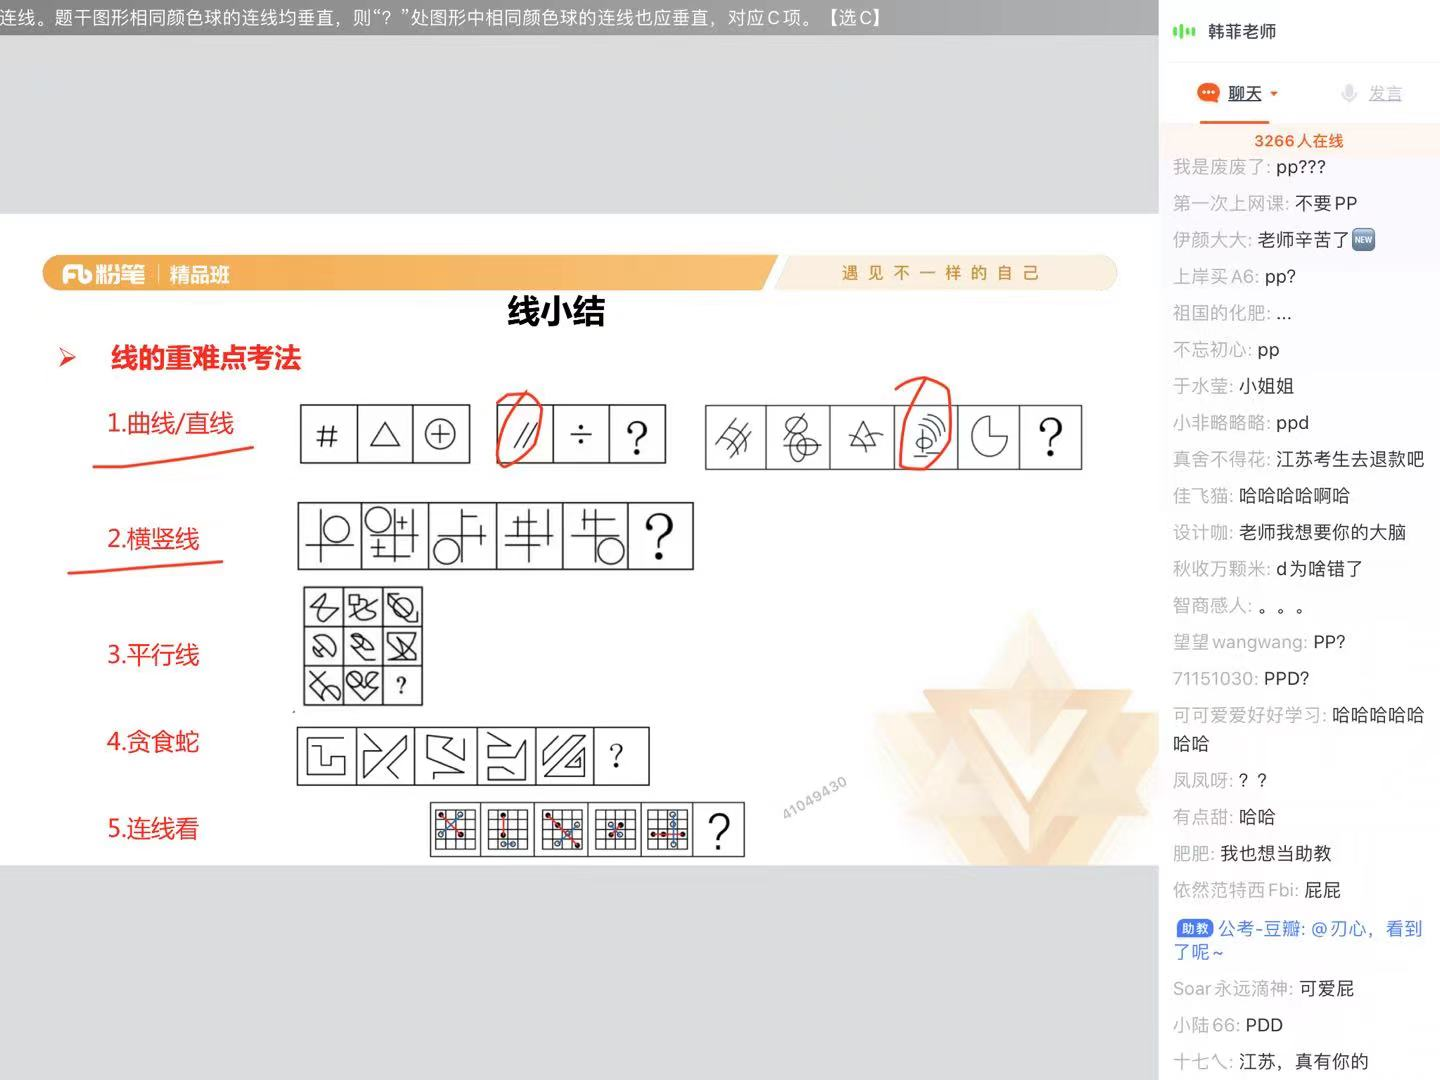 连线。题干图形相同颜色球的连线均垂直，则“？”处图形中相同颜色球的连线也应垂直，对应C项。【选C】
韩菲老师
聊天
发言
3266人在线
Fb粉笔 精品班
遇见不一样的自己
线小结
线的重难点考法
1.曲线/直线
?
?
2.横竖线
?
3.平行线
?
4.贪食蛇
?
5.连线看
?
41049430
我是废废了: pp???
第一次上网课: 不要PP
伊颜大大: 老师辛苦了NEW
上岸买A6: pp?
祖国的化肥: ...
不忘初心: pp
于水莹: 小姐姐
小非略略略: ppd
真舍不得花: 江苏考生去退款吧
佳飞猫: 哈哈哈哈啊哈
设计咖: 老师我想要你的大脑
秋收万颗米: d为啥错了
智商感人: 。。。
望望wangwang: PP?
71151030: PPD?
可可爱爱好好学习: 哈哈哈哈哈
哈哈
凤凤呀: ？？
有点甜: 哈哈
肥肥: 我也想当助教
依然范特西Fbi: 屁屁
助教 公考-豆瓣: @刃心，看到
了呢~
Soar永远滴神: 可爱屁
小陆66: PDD
十七乀: 江苏，真有你的